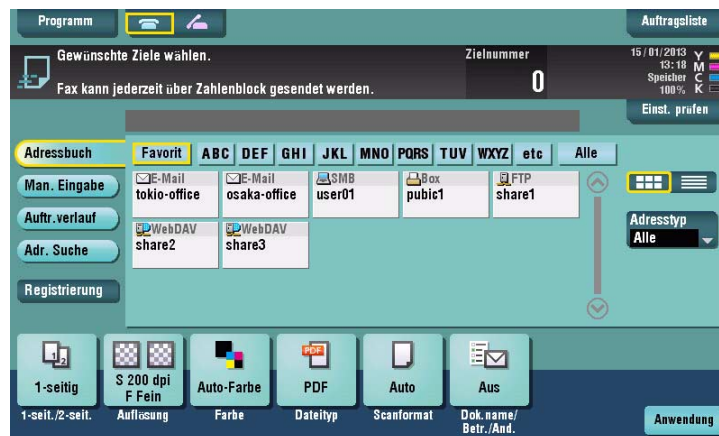 Programm
Auftragsliste
Gewünschte Ziele wählen.
Fax kann jederzeit über Zahlenblock gesendet werden.
Zielnummer
0
15/01/2013
13:18
Speicher
100%
Y
M
C
K
Einst. prüfen
Adressbuch
Favorit ABC DEF GHI JKL MNO PQRS TUV WXYZ etc Alle
Man. Eingabe
Auftr.verlauf
Adr. Suche
Registrierung
E-Mail
tokio-office
E-Mail
osaka-office
SMB
user01
Box
pubic1
FTP
share1
WebDAV
share2
WebDAV
share3
Adresstyp
Alle
1 2
1-seitig
1-seit./2-seit.
S 200 dpi
F Fein
Auflösung
Auto-Farbe
Farbe
PDF
PDF
Dateityp
Auto
Scanformat
Aus
Dok.name/
Betr./And.
Anwendung